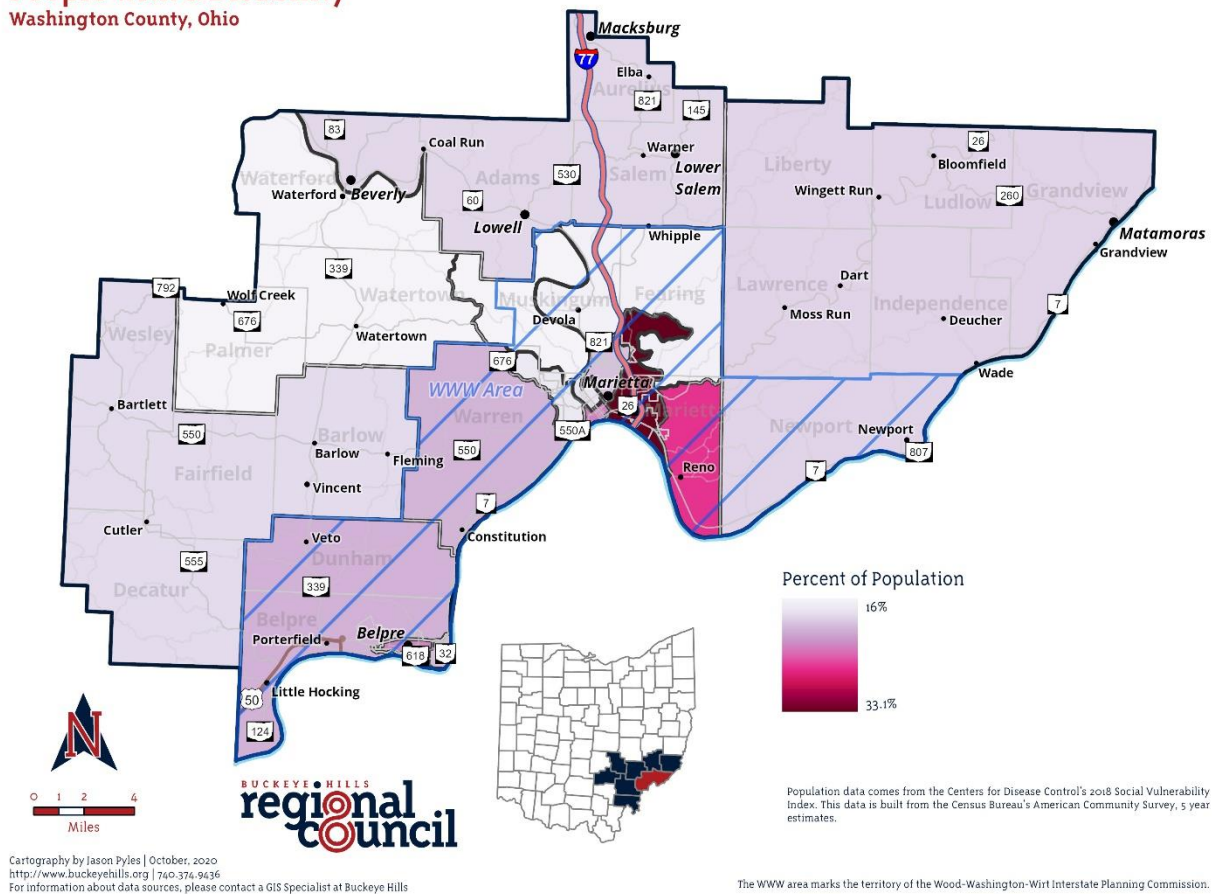 Washington County, Ohio
Macksburg
77
Elba
Aurelius
821
145
83
Coal Run
Warner
Lower
Salem
Salem
530
Adams
60
Waterford
Waterford
Beverly
Lowell
Liberty
26
Bloomfield
Wingett Run
Ludlow
260
Grandview
Matamoras
Grandview
Whipple
792
Wolf Creek
339
Watertown
676
Watertown
Palmer
Wesley
Muskingum
Devola
Fearing
Lawrence
Dart
Moss Run
Independence
Deucher
7
821
676
Marietta
26
Marietta
550A
Wade
WWW Area
Warren
550
Bartlett
550
Barlow
Barlow
Fleming
Fairfield
Vincent
Reno
Newport
Newport
807
7
7
Constitution
Cutler
555
Decatur
Veto
Dunham
339
Belpre
Porterfield
Belpre
618
32
Little Hocking
50
124
Percent of Population
16%
33.1%
N
0 1 2 4
Miles
BUCKEYE HILLS
regional
council
Population data comes from the Centers for Disease Control's 2018 Social Vulnerability
Index. This data is built from the Census Bureau's American Community Survey, 5 year
estimates.
Cartography by Jason Pyles | October, 2020
http://www.buckeyehills.org | 740.374.9436
For information about data sources, please contact a GIS Specialist at Buckeye Hills
The WWW area marks the territory of the Wood-Washington-Wirt Interstate Planning Commission.